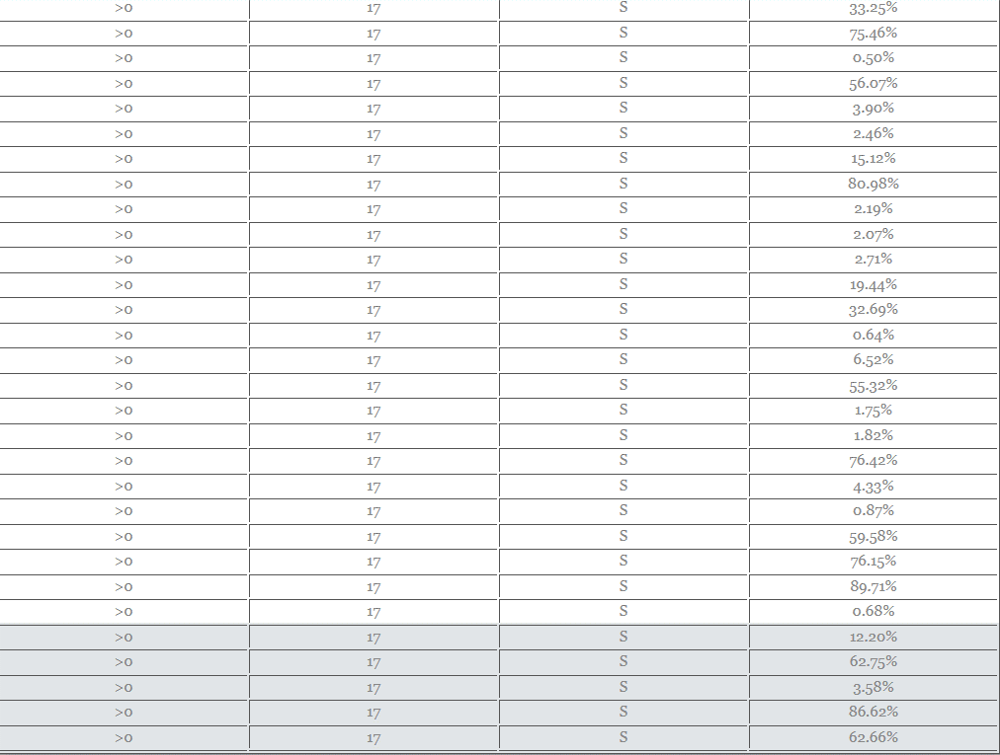 >0 17 S 33.25%
>0 17 S 75.46%
>0 17 S 0.50%
>0 17 S 56.07%
>0 17 S 3.90%
>0 17 S 2.46%
>0 17 S 15.12%
>0 17 S 80.98%
>0 17 S 2.19%
>0 17 S 2.07%
>0 17 S 2.71%
>0 17 S 19.44%
>0 17 S 32.69%
>0 17 S 0.64%
>0 17 S 6.52%
>0 17 S 55.32%
>0 17 S 1.75%
>0 17 S 1.82%
>0 17 S 76.42%
>0 17 S 4.33%
>0 17 S 0.87%
>0 17 S 59.58%
>0 17 S 76.15%
>0 17 S 89.71%
>0 17 S 0.68%
>0 17 S 12.20%
>0 17 S 62.75%
>0 17 S 3.58%
>0 17 S 86.62%
>0 17 S 62.66%